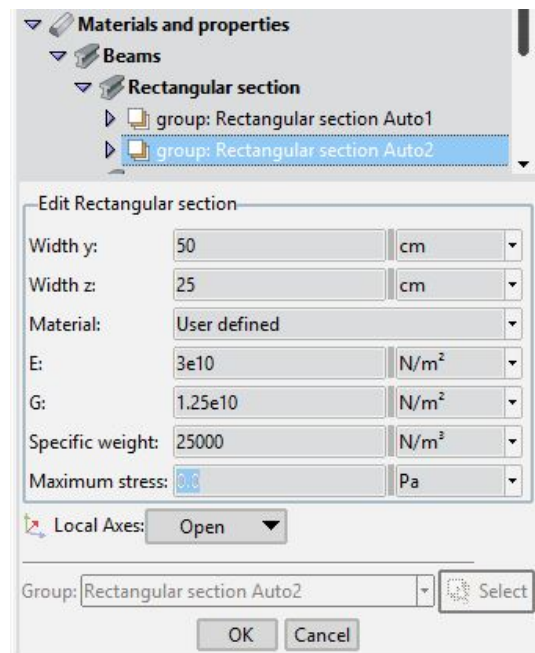 Materials and properties
Beams
Rectangular section
group: Rectangular section Auto1
group: Rectangular section Auto2
Edit Rectangular section
Width y: 50 cm
Width z: 25 cm
Material: User defined
E: 3e10 N/m²
G: 1.25e10 N/m²
Specific weight: 25000 N/m³
Maximum stress: 0.0 Pa
Local Axes: Open
Group: Rectangular section Auto2 Select
OK Cancel